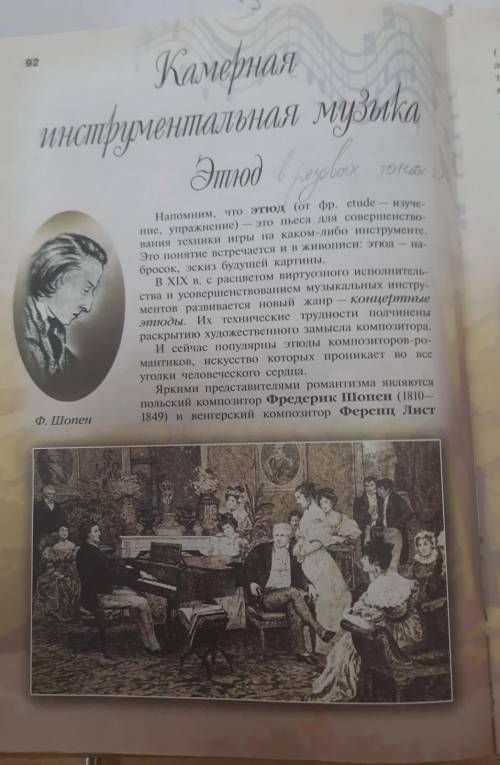 92
Камерная
инструментальная музыка
Этюд в розовых тонах
Напомним, что этюд (от фр. etude — изуче-
ние, упражнение) — это пьеса для совершенство-
вания техники игры на каком-либо инструменте.
Это понятие встречается и в живописи: этюд — на-
бросок, эскиз будущей картины.
В XIX в. с расцветом виртуозного исполнитель-
ства и усовершенствованием музыкальных инстру-
ментов развивается новый жанр — концертные
этюды. Их технические трудности подчинены
раскрытию художественного замысла композитора.
И сейчас популярны этюды композиторов-ро-
мантиков, искусство которых проникает во все
уголки человеческого сердца.
Яркими представителями романтизма являются
польский композитор Фредерик Шопен (1810—
1849) и венгерский композитор Ференц Лист
Ф. Шопен